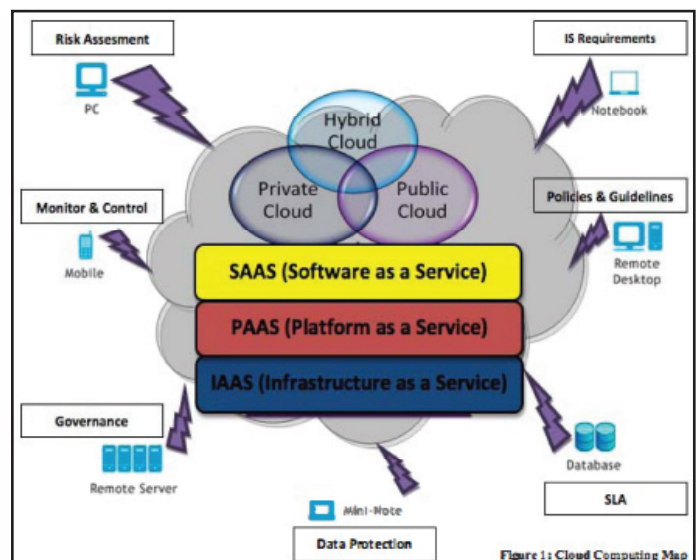 Risk Assesment
PC
IS Requirements
Notebook
Hybrid
Cloud
Private
Cloud
Public
Cloud
Monitor & Control
Mobile
Policies & Guidelines
Remote
Desktop
SAAS (Software as a Service)
PAAS (Platform as a Service)
IAAS (Infrastructure as a Service)
Governance
Remote Server
Database
SLA
Mini-Note
Data Protection
Figure 1: Cloud Computing Map